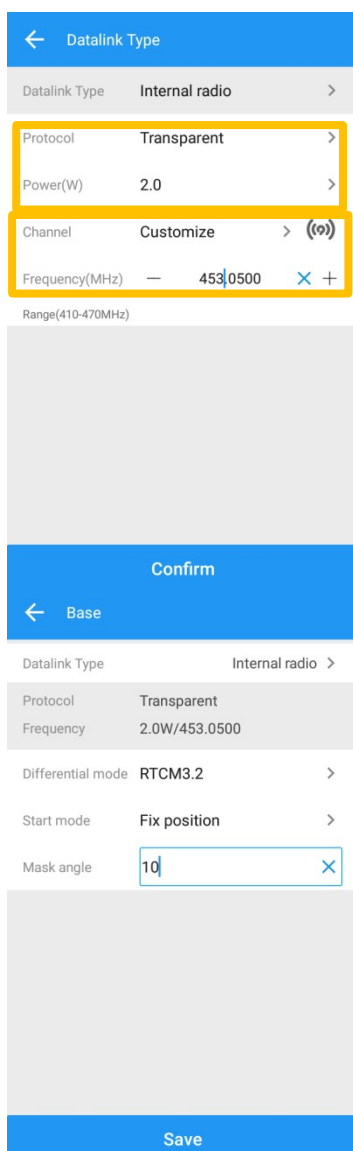 Datalink Type
Datalink Type Internal radio
Protocol Transparent
Power(W) 2.0
Channel Customize
Frequency(MHz) — 453.0500 +
Range(410-470MHz)
Confirm
Base
Datalink Type Internal radio
Protocol Transparent
Frequency 2.0W/453.0500
Differential mode RTCM3.2
Start mode Fix position
Mask angle 10
Save